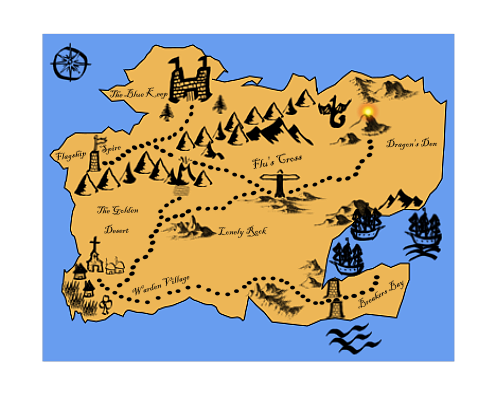 The Blue Keep
Flagship
Spire
Flu's Cross
Dragon's Den
The Golden
Desert
Lonely Rock
Warden Village
Breakers Bay